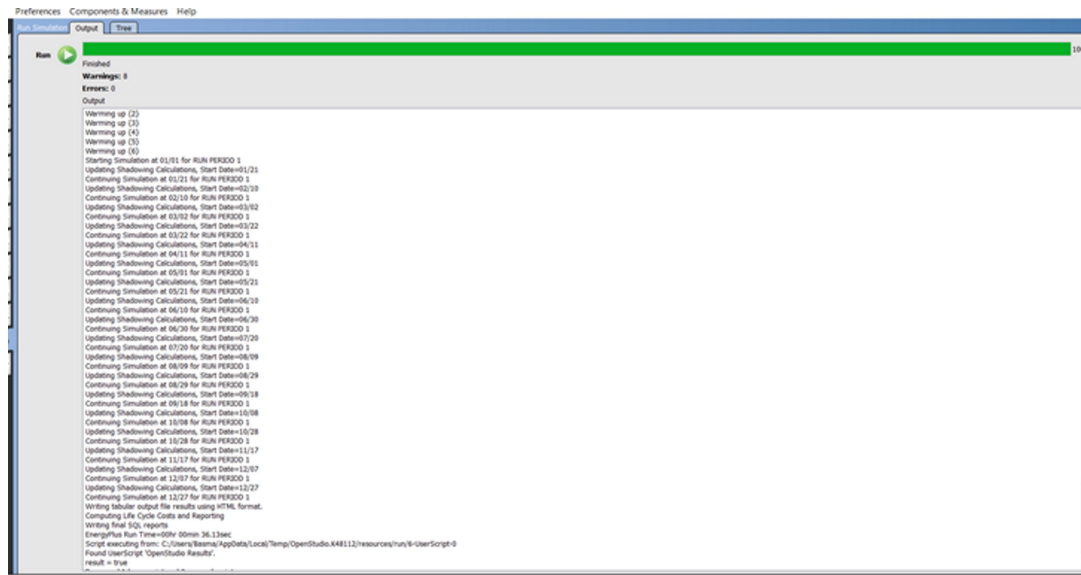 Preferences Components & Measures Help
Run Simulation Output Tree
Run
10
Finished
Warnings: 8
Errors: 0
Output
Warming up (2)
Warming up (3)
Warming up (4)
Warming up (5)
Warming up (6)
Starting Simulation at 01/01 for RUN PERIOD 1
Updating Shadowing Calculations, Start Date=01/21
Continuing Simulation at 01/21 for RUN PERIOD 1
Updating Shadowing Calculations, Start Date=02/10
Continuing Simulation at 02/10 for RUN PERIOD 1
Updating Shadowing Calculations, Start Date=03/02
Continuing Simulation at 03/02 for RUN PERIOD 1
Updating Shadowing Calculations, Start Date=03/22
Continuing Simulation at 03/22 for RUN PERIOD 1
Updating Shadowing Calculations, Start Date=04/11
Continuing Simulation at 04/11 for RUN PERIOD 1
Updating Shadowing Calculations, Start Date=05/01
Continuing Simulation at 05/01 for RUN PERIOD 1
Updating Shadowing Calculations, Start Date=05/21
Continuing Simulation at 05/21 for RUN PERIOD 1
Updating Shadowing Calculations, Start Date=06/10
Continuing Simulation at 06/10 for RUN PERIOD 1
Updating Shadowing Calculations, Start Date=06/30
Continuing Simulation at 06/30 for RUN PERIOD 1
Updating Shadowing Calculations, Start Date=07/20
Continuing Simulation at 07/20 for RUN PERIOD 1
Updating Shadowing Calculations, Start Date=08/09
Continuing Simulation at 08/09 for RUN PERIOD 1
Updating Shadowing Calculations, Start Date=08/29
Continuing Simulation at 08/29 for RUN PERIOD 1
Updating Shadowing Calculations, Start Date=09/18
Continuing Simulation at 09/18 for RUN PERIOD 1
Updating Shadowing Calculations, Start Date=10/08
Continuing Simulation at 10/08 for RUN PERIOD 1
Updating Shadowing Calculations, Start Date=10/28
Continuing Simulation at 10/28 for RUN PERIOD 1
Updating Shadowing Calculations, Start Date=11/17
Continuing Simulation at 11/17 for RUN PERIOD 1
Updating Shadowing Calculations, Start Date=12/07
Continuing Simulation at 12/07 for RUN PERIOD 1
Updating Shadowing Calculations, Start Date=12/27
Continuing Simulation at 12/27 for RUN PERIOD 1
Writing tabular output file results using HTML format.
Computing Life Cycle Costs and Reporting
Writing final SQL reports
EnergyPlus Run Time=00hr 00min 36.13sec
Script executing from: C:/Users/Basma/AppData/Local/Temp/OpenStudio.K48112/resources/run/6-UserScript-0
Found UserScript 'OpenStudio Results'.
result = true